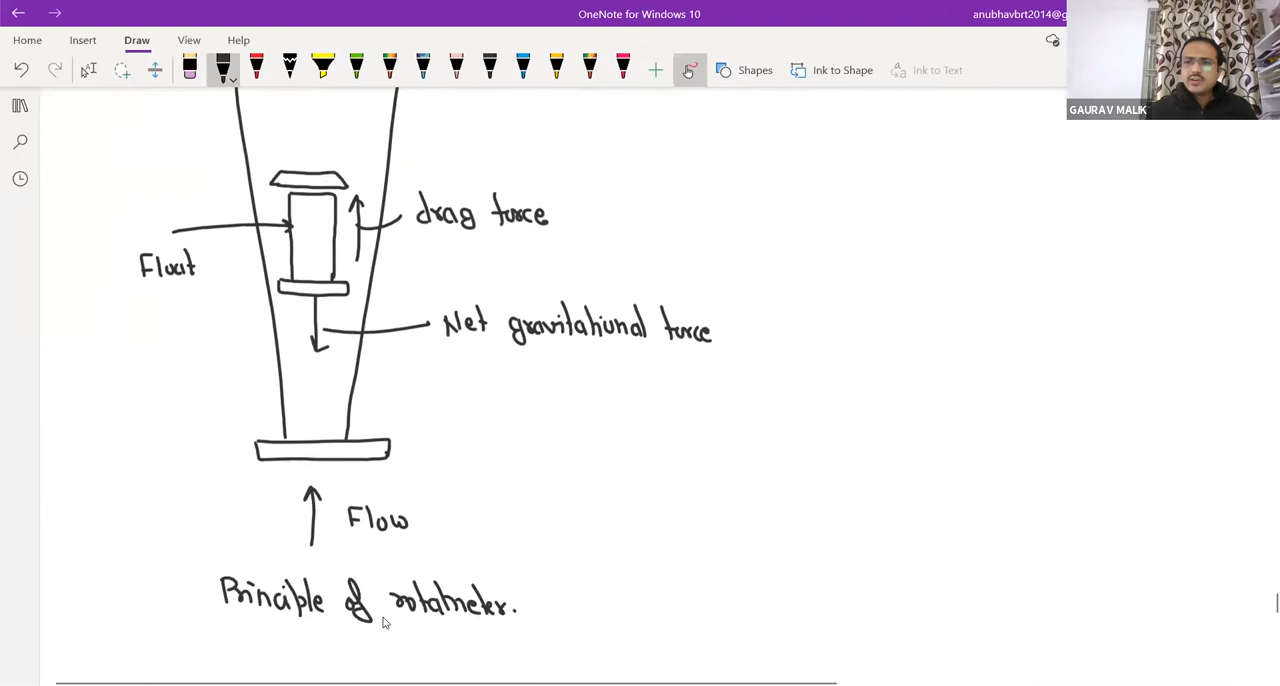 OneNote for Windows 10
anubhavbrt2014@g
Home Insert Draw View Help
Shapes Ink to Shape Ink to Text
GAURAV MALIK
drag force
Float
Net gravitational force
Flow
Principle of rotameter.